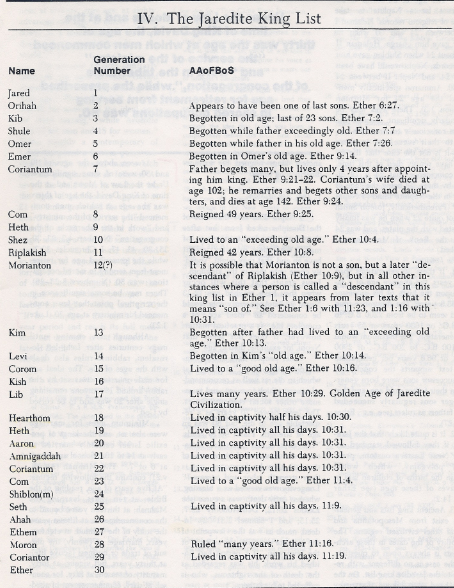 IV. The Jaredite King List
Generation
Name Number AAoFBoS
Jared 1
Orihah 2 Appears to have been one of last sons. Ether 6:27.
Kib 3 Begotten in old age; last of 23 sons. Ether 7:2.
Shule 4 Begotten while father exceedingly old. Ether 7:7
Omer 5 Begotten while father in his old age. Ether 7:26.
Emer 6 Begotten in Omer's old age. Ether 9:14.
Coriantum 7 Father begets many, but lives only 4 years after appoint-
ing him king. Ether 9:21–22. Coriantum's wife died at
age 102; he remarries and begets other sons and daugh-
ters, and dies at age 142. Ether 9:24.
Com 8 Reigned 49 years. Ether 9:25.
Heth 9
Shez 10 Lived to an "exceeding old age." Ether 10:4.
Riplakish 11 Reigned 42 years. Ether 10:8.
Morianton 12(?) It is possible that Morianton is not a son, but a later "de-
scendant" of Riplakish (Ether 10:9), but in all other in-
stances where a person is called a "descendant" in this
king list in Ether 1, it appears from later texts that it
means "son of." See Ether 1:6 with 11:23, and 1:16 with
10:31.
Kim 13 Begotten after father had lived to an "exceeding old
age." Ether 10:13.
Levi 14 Begotten in Kim's "old age." Ether 10:14.
Corom 15 Lived to a "good old age." Ether 10:16.
Kish 16
Lib 17 Lives many years. Ether 10:29. Golden Age of Jaredite
Civilization.
Hearthom 18 Lived in captivity half his days. 10:30.
Heth 19 Lived in captivity all his days. 10:31.
Aaron 20 Lived in captivity all his days. 10:31.
Amnigaddah 21 Lived in captivity all his days. 10:31.
Coriantum 22 Lived in captivity all his days. 10:31.
Com 23 Lived to a "good old age." Ether 11:4.
Shiblon(m) 24
Seth 25 Lived in captivity all his days. 11:9.
Ahah 26
Ethem 27
Moron 28 Ruled "many years." Ether 11:16.
Coriantor 29 Lived in captivity all his days. 11:19.
Ether 30